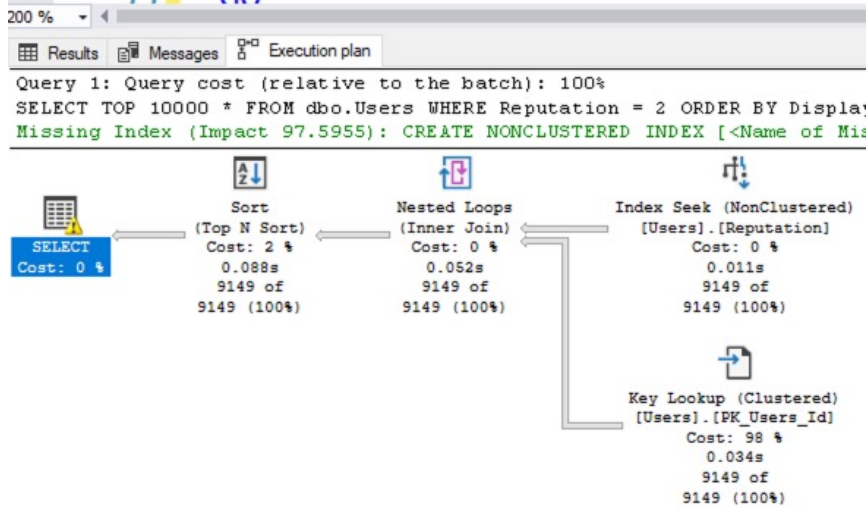 200 %
Results Messages Execution plan
Query 1: Query cost (relative to the batch): 100%
SELECT TOP 10000 * FROM dbo.Users WHERE Reputation = 2 ORDER BY Display
Missing Index (Impact 97.5955): CREATE NONCLUSTERED INDEX [<Name of Mis
SELECT
Cost: 0 %
Sort
(Top N Sort)
Cost: 2 %
0.088s
9149 of
9149 (100%)
Nested Loops
(Inner Join)
Cost: 0 %
0.052s
9149 of
9149 (100%)
Index Seek (NonClustered)
[Users].[Reputation]
Cost: 0 %
0.011s
9149 of
9149 (100%)
Key Lookup (Clustered)
[Users].[PK_Users_Id]
Cost: 98 %
0.034s
9149 of
9149 (100%)